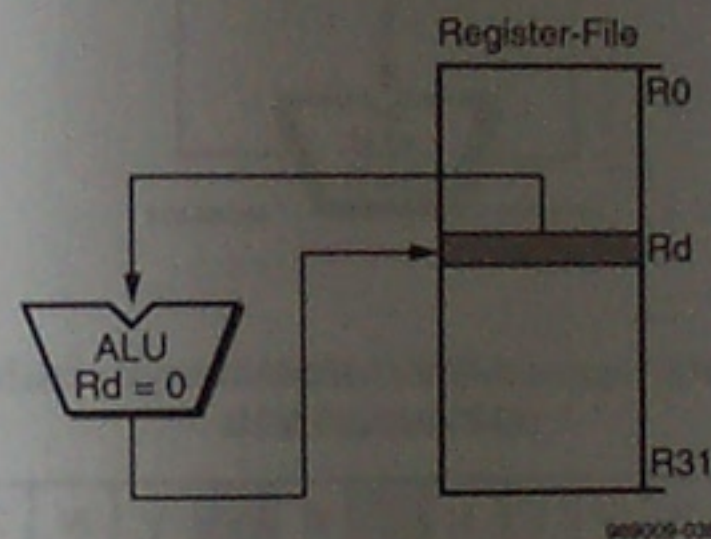 Register-File
R0
Rd
ALU
Rd = 0
R31